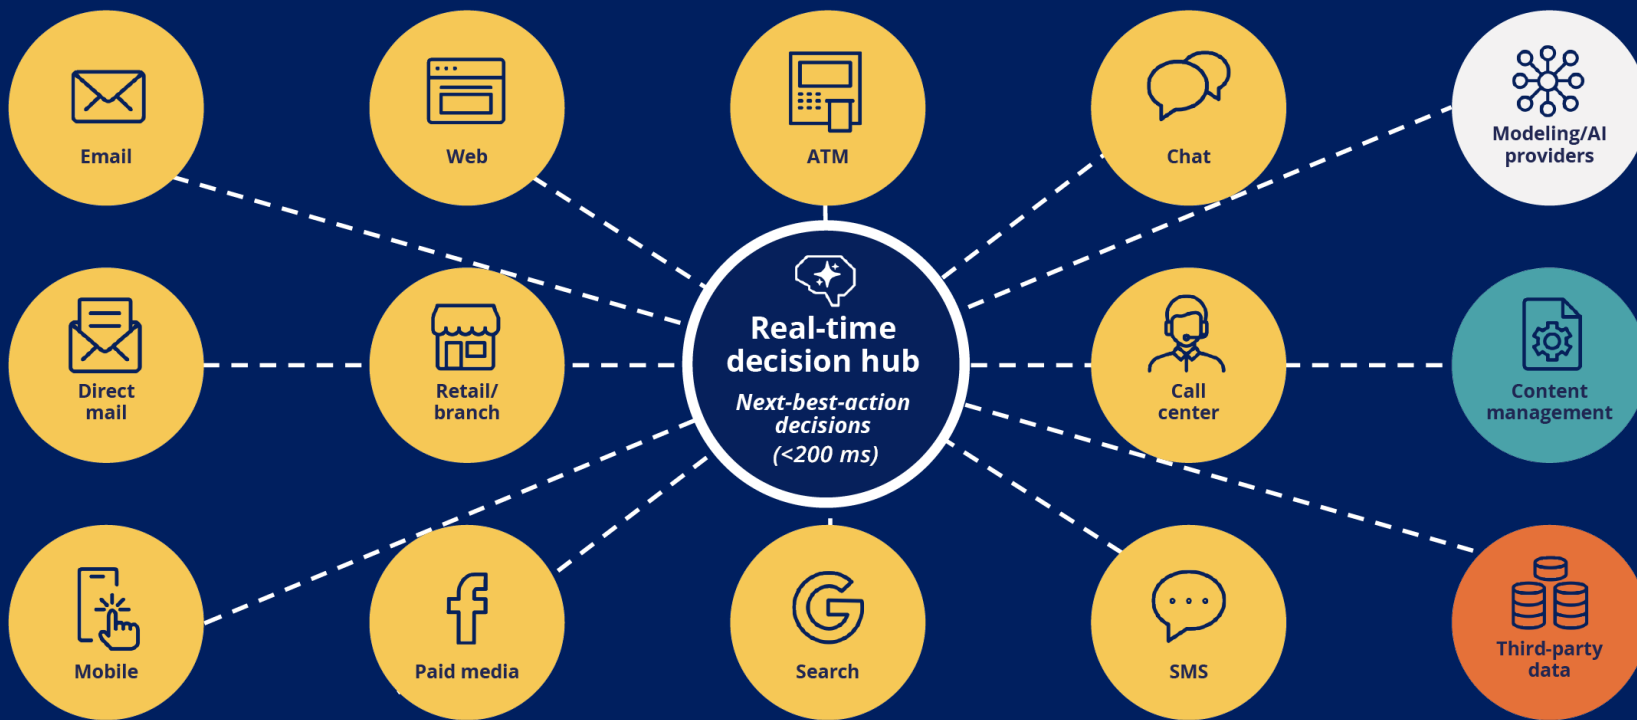 Email
Web
ATM
Chat
Modeling/AI
providers
Direct
mail
Retail/
branch
Real-time
decision hub
Next-best-action
decisions
(<200 ms)
Call
center
Content
management
Mobile
Paid media
Search
SMS
Third-party
data